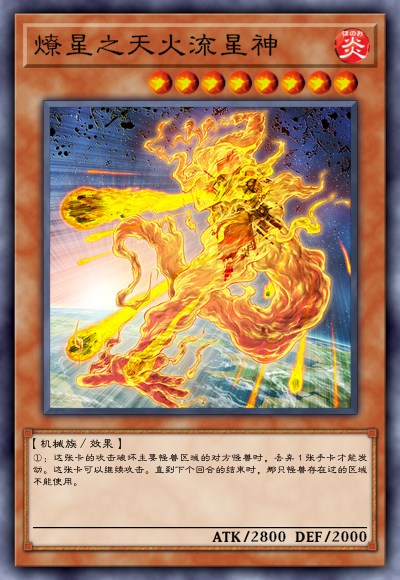 燎星之天火流星神
ほのお
炎
【机械族／效果】
①：这张卡的攻击破坏主要怪兽区域的对方怪兽时，丢弃1张手卡才能发
动。这张卡可以继续攻击。直到下个回合的结束时，那只怪兽存在过的区域
不能使用。
ATK/2800 DEF/2000